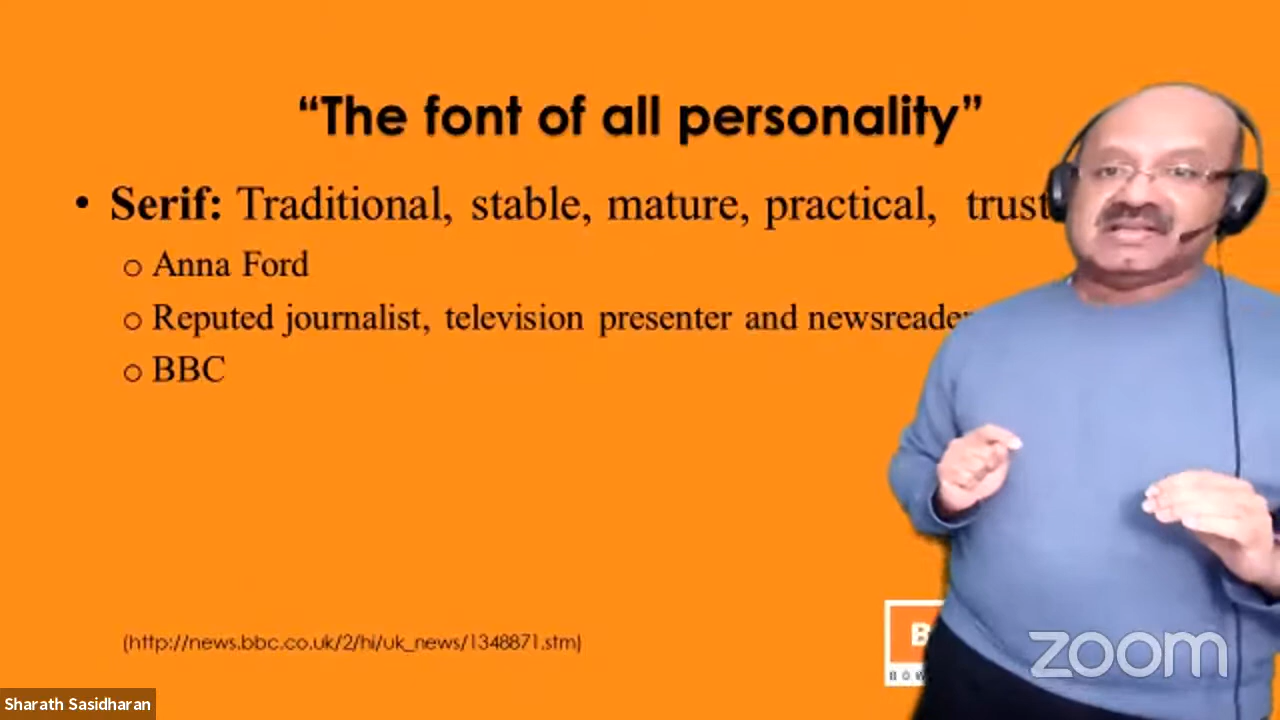 “The font of all personality”
• Serif: Traditional, stable, mature, practical, trust
o Anna Ford
o Reputed journalist, television presenter and newsreader
o BBC
(http://news.bbc.co.uk/2/hi/uk_news/1348871.stm)
B
BOW
zoom
Sharath Sasidharan